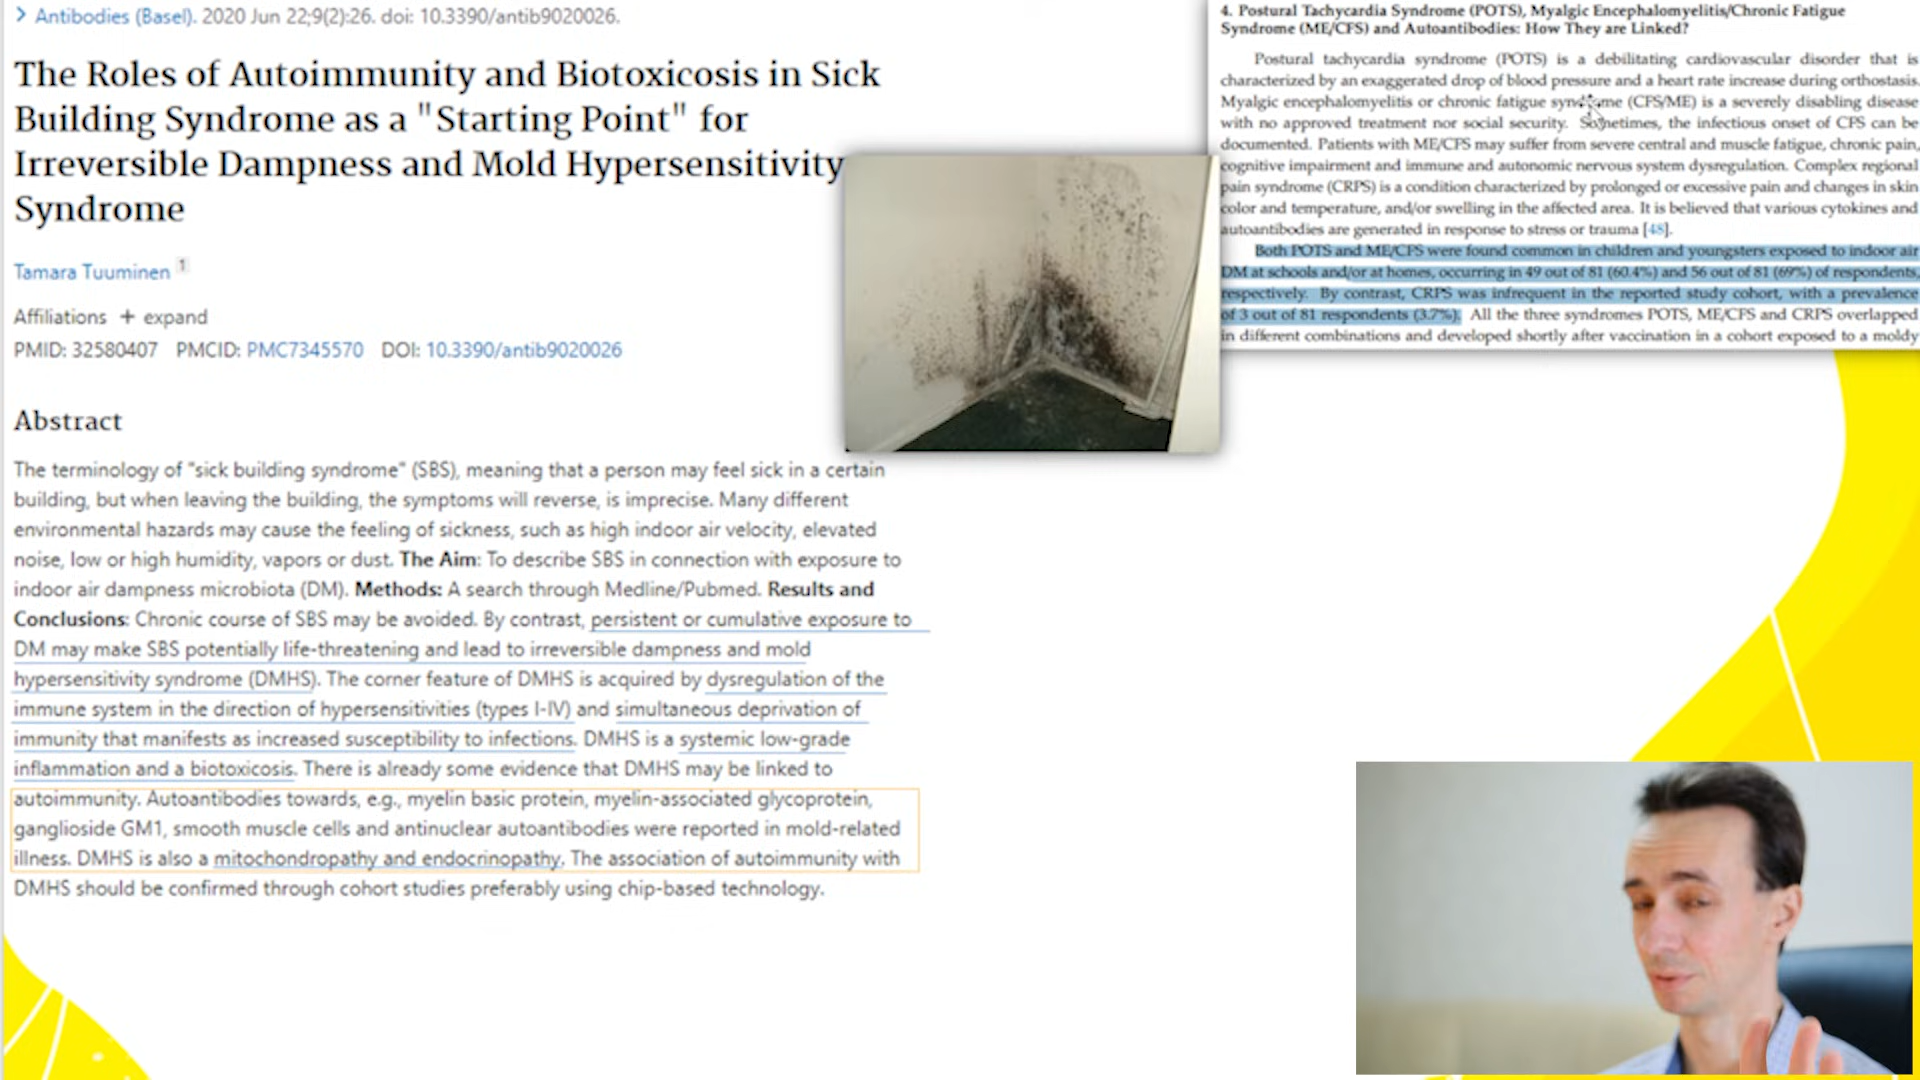 Antibodies (Basel). 2020 Jun 22;9(2):26. doi: 10.3390/antib9020026.
The Roles of Autoimmunity and Biotoxicosis in Sick
Building Syndrome as a "Starting Point" for
Irreversible Dampness and Mold Hypersensitivity
Syndrome
Tamara Tuuminen 1
Affiliations + expand
PMID: 32580407 PMCID: PMC7345570 DOI: 10.3390/antib9020026
Abstract
The terminology of "sick building syndrome" (SBS), meaning that a person may feel sick in a certain
building, but when leaving the building, the symptoms will reverse, is imprecise. Many different
environmental hazards may cause the feeling of sickness, such as high indoor air velocity, elevated
noise, low or high humidity, vapors or dust. The Aim: To describe SBS in connection with exposure to
indoor air dampness microbiota (DM). Methods: A search through Medline/Pubmed. Results and
Conclusions: Chronic course of SBS may be avoided. By contrast, persistent or cumulative exposure to
DM may make SBS potentially life-threatening and lead to irreversible dampness and mold
hypersensitivity syndrome (DMHS). The corner feature of DMHS is acquired by dysregulation of the
immune system in the direction of hypersensitivities (types I-IV) and simultaneous deprivation of
immunity that manifests as increased susceptibility to infections. DMHS is a systemic low-grade
inflammation and a biotoxicosis. There is already some evidence that DMHS may be linked to
autoimmunity. Autoantibodies towards, e.g., myelin basic protein, myelin-associated glycoprotein,
ganglioside GM1, smooth muscle cells and antinuclear autoantibodies were reported in mold-related
illness. DMHS is also a mitochondropathy and endocrinopathy. The association of autoimmunity with
DMHS should be confirmed through cohort studies preferably using chip-based technology.
4. Postural Tachycardia Syndrome (POTS), Myalgic Encephalomyelitis/Chronic Fatigue
Syndrome (ME/CFS) and Autoantibodies: How They are Linked?
Postural tachycardia syndrome (POTS) is a debilitating cardiovascular disorder that is
characterized by an exaggerated drop of blood pressure and a heart rate increase during orthostasis.
Myalgic encephalomyelitis or chronic fatigue syndrome (CFS/ME) is a severely disabling disease
with no approved treatment nor social security. Sometimes, the infectious onset of CFS can be
documented. Patients with ME/CFS may suffer from severe central and muscle fatigue, chronic pain,
cognitive impairment and immune and autonomic nervous system dysregulation. Complex regional
pain syndrome (CRPS) is a condition characterized by prolonged or excessive pain and changes in skin
color and temperature, and/or swelling in the affected area. It is believed that various cytokines and
autoantibodies are generated in response to stress or trauma [48].
Both POTS and ME/CFS were found common in children and youngsters exposed to indoor air
DM at schools and/or at homes, occurring in 49 out of 81 (60.4%) and 56 out of 81 (69%) of respondents,
respectively. By contrast, CRPS was infrequent in the reported study cohort, with a prevalence
of 3 out of 81 respondents (3.7%). All the three syndromes POTS, ME/CFS and CRPS overlapped
in different combinations and developed shortly after vaccination in a cohort exposed to a moldy